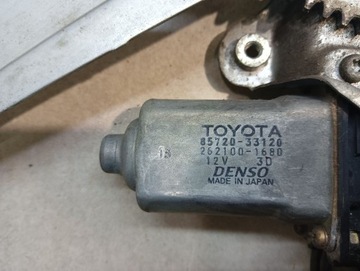 TOYOTA
85720-33120
262100-1680
12V 3D
DENSO
MADE IN JAPAN